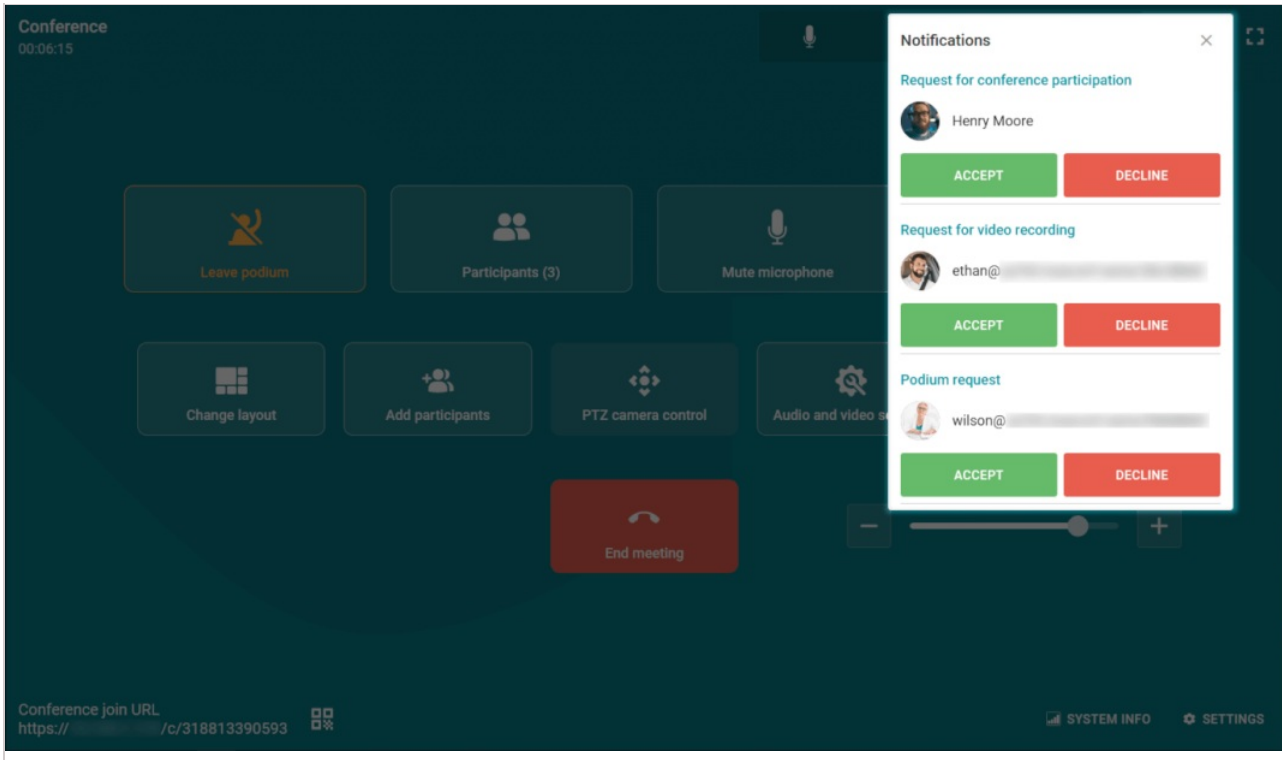 Conference
00:06:15
Notifications
Request for conference participation
Henry Moore
ACCEPT DECLINE
Request for video recording
ethan@
ACCEPT DECLINE
Podium request
wilson@
ACCEPT DECLINE
Leave podium
Participants (3)
Mute microphone
Change layout
Add participants
PTZ camera control
Audio and video se
End meeting
Conference join URL
https:// /c/318813390593
SYSTEM INFO
SETTINGS